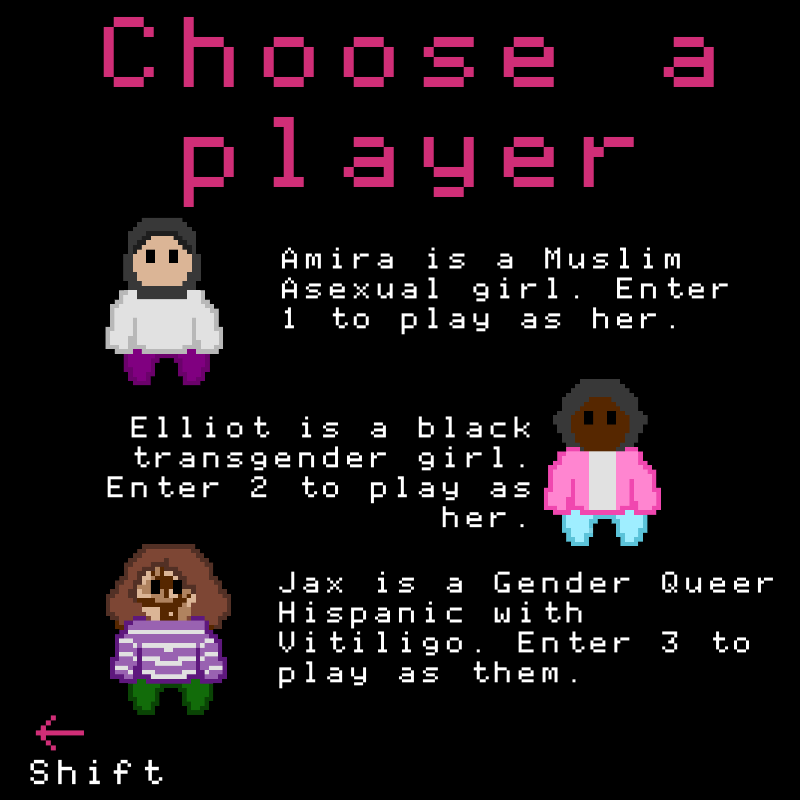 Choose a
player
Amira is a Muslim
Asexual girl. Enter
1 to play as her.
Elliot is a black
transgender girl.
Enter 2 to play as
her.
Jax is a Gender Queer
Hispanic with
Vitiligo. Enter 3 to
play as them.
Shift